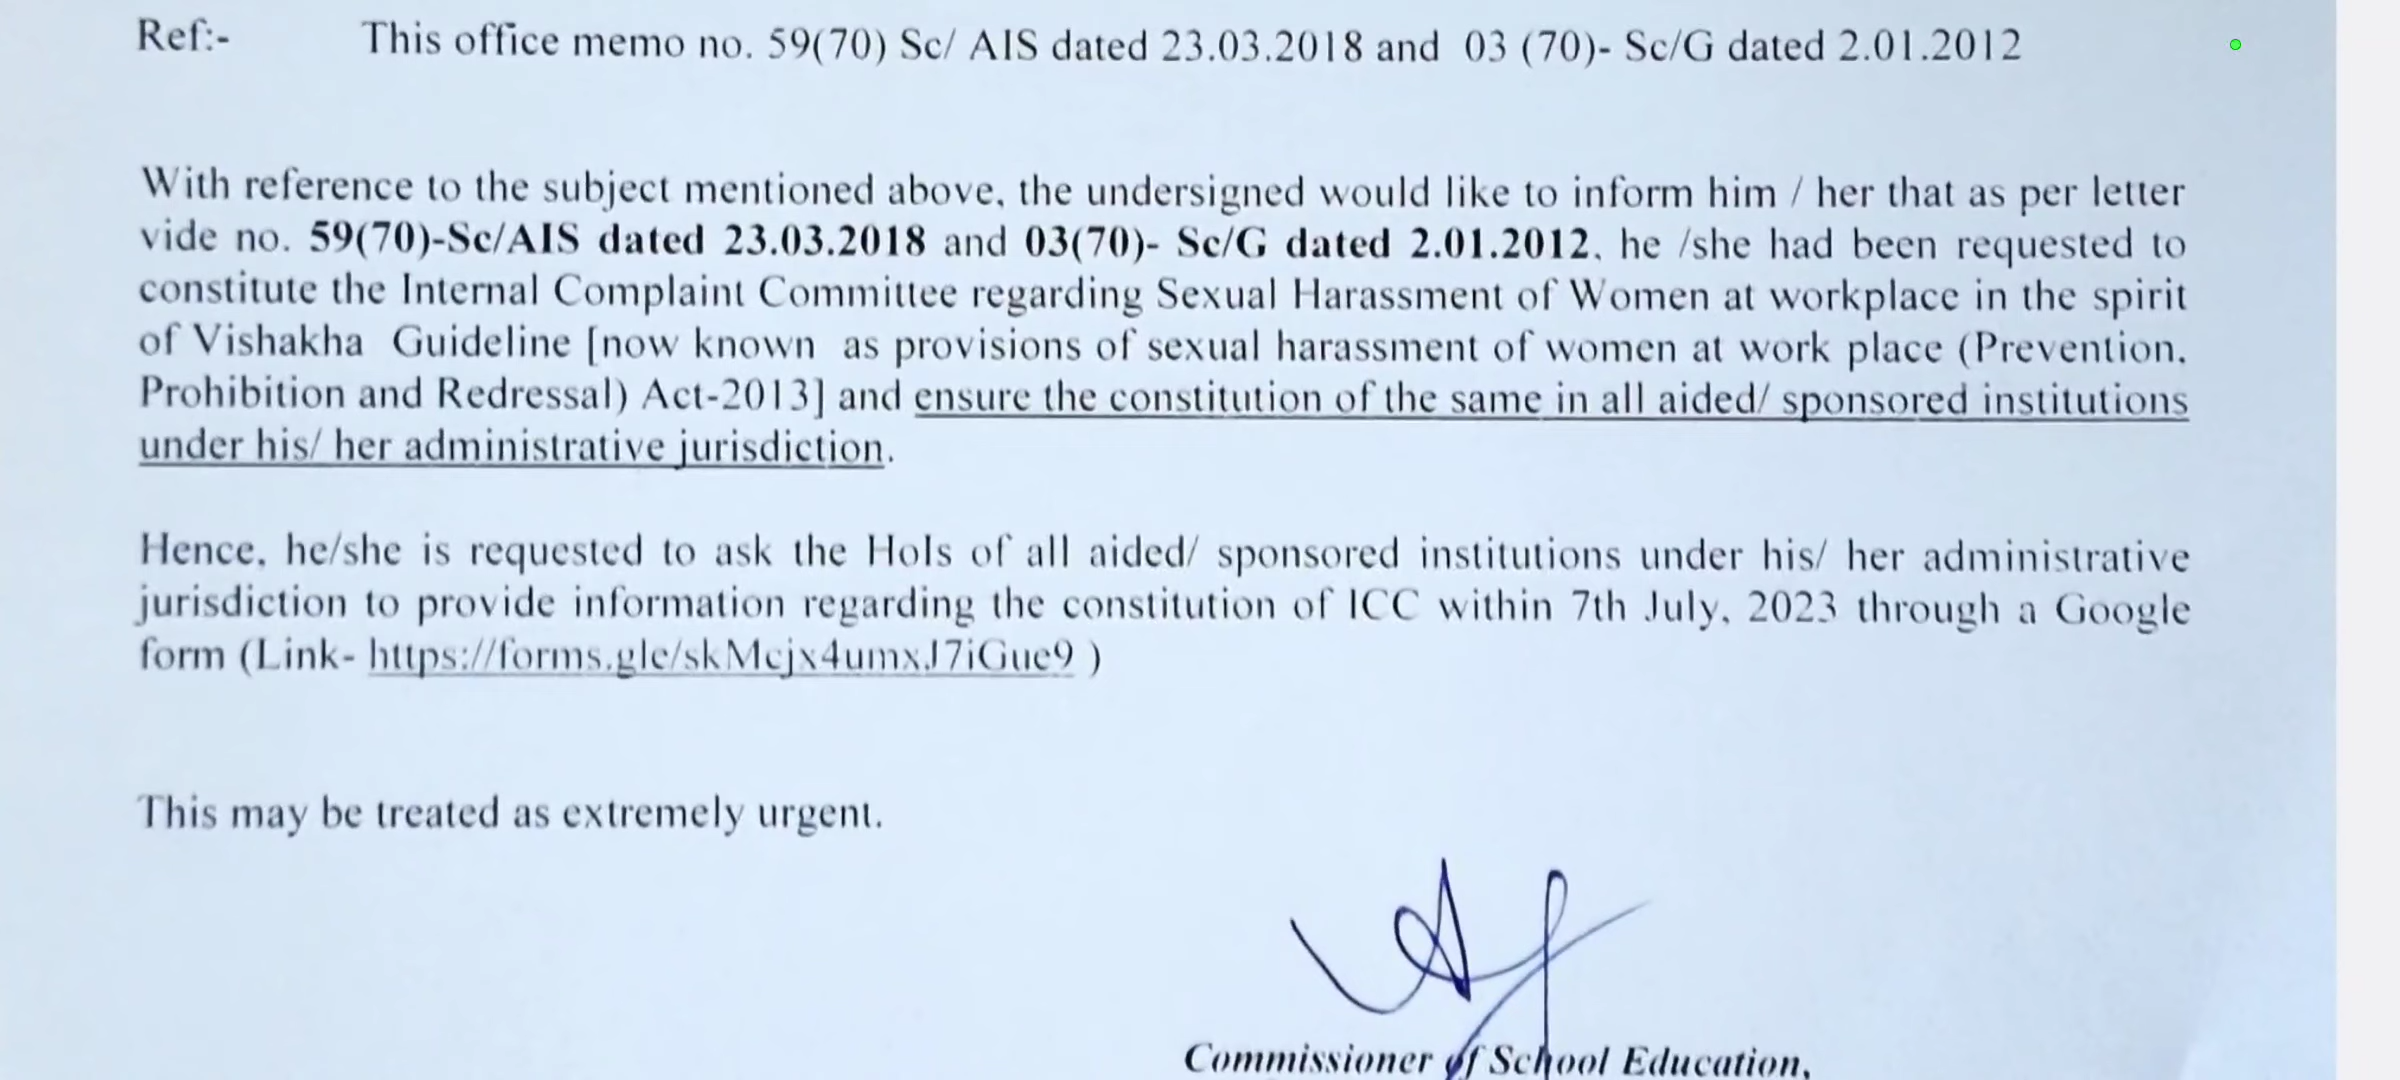 Ref:- This office memo no. 59(70) Sc/ AIS dated 23.03.2018 and 03 (70)- Sc/G dated 2.01.2012
With reference to the subject mentioned above, the undersigned would like to inform him / her that as per letter
vide no. 59(70)-Sc/AIS dated 23.03.2018 and 03(70)- Sc/G dated 2.01.2012, he /she had been requested to
constitute the Internal Complaint Committee regarding Sexual Harassment of Women at workplace in the spirit
of Vishakha Guideline [now known as provisions of sexual harassment of women at work place (Prevention,
Prohibition and Redressal) Act-2013] and ensure the constitution of the same in all aided/ sponsored institutions
under his/ her administrative jurisdiction.
Hence, he/she is requested to ask the HoIs of all aided/ sponsored institutions under his/ her administrative
jurisdiction to provide information regarding the constitution of ICC within 7th July, 2023 through a Google
form (Link- https://forms.gle/skMcjx4umxJ7iGue9 )
This may be treated as extremely urgent.
Commissioner of School Education,